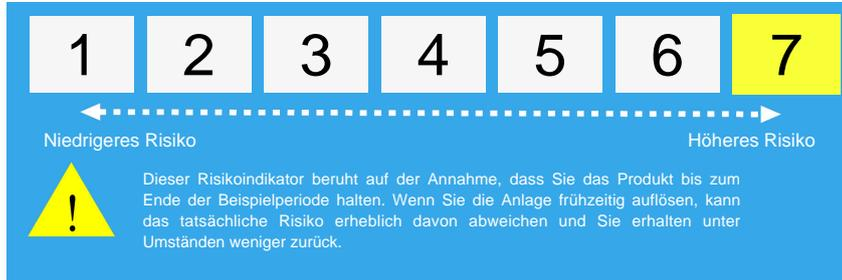 1 2 3 4 5 6 7
Niedrigeres Risiko Höheres Risiko
!
Dieser Risikoindikator beruht auf der Annahme, dass Sie das Produkt bis zum
Ende der Beispielperiode halten. Wenn Sie die Anlage frühzeitig auflösen, kann
das tatsächliche Risiko erheblich davon abweichen und Sie erhalten unter
Umständen weniger zurück.